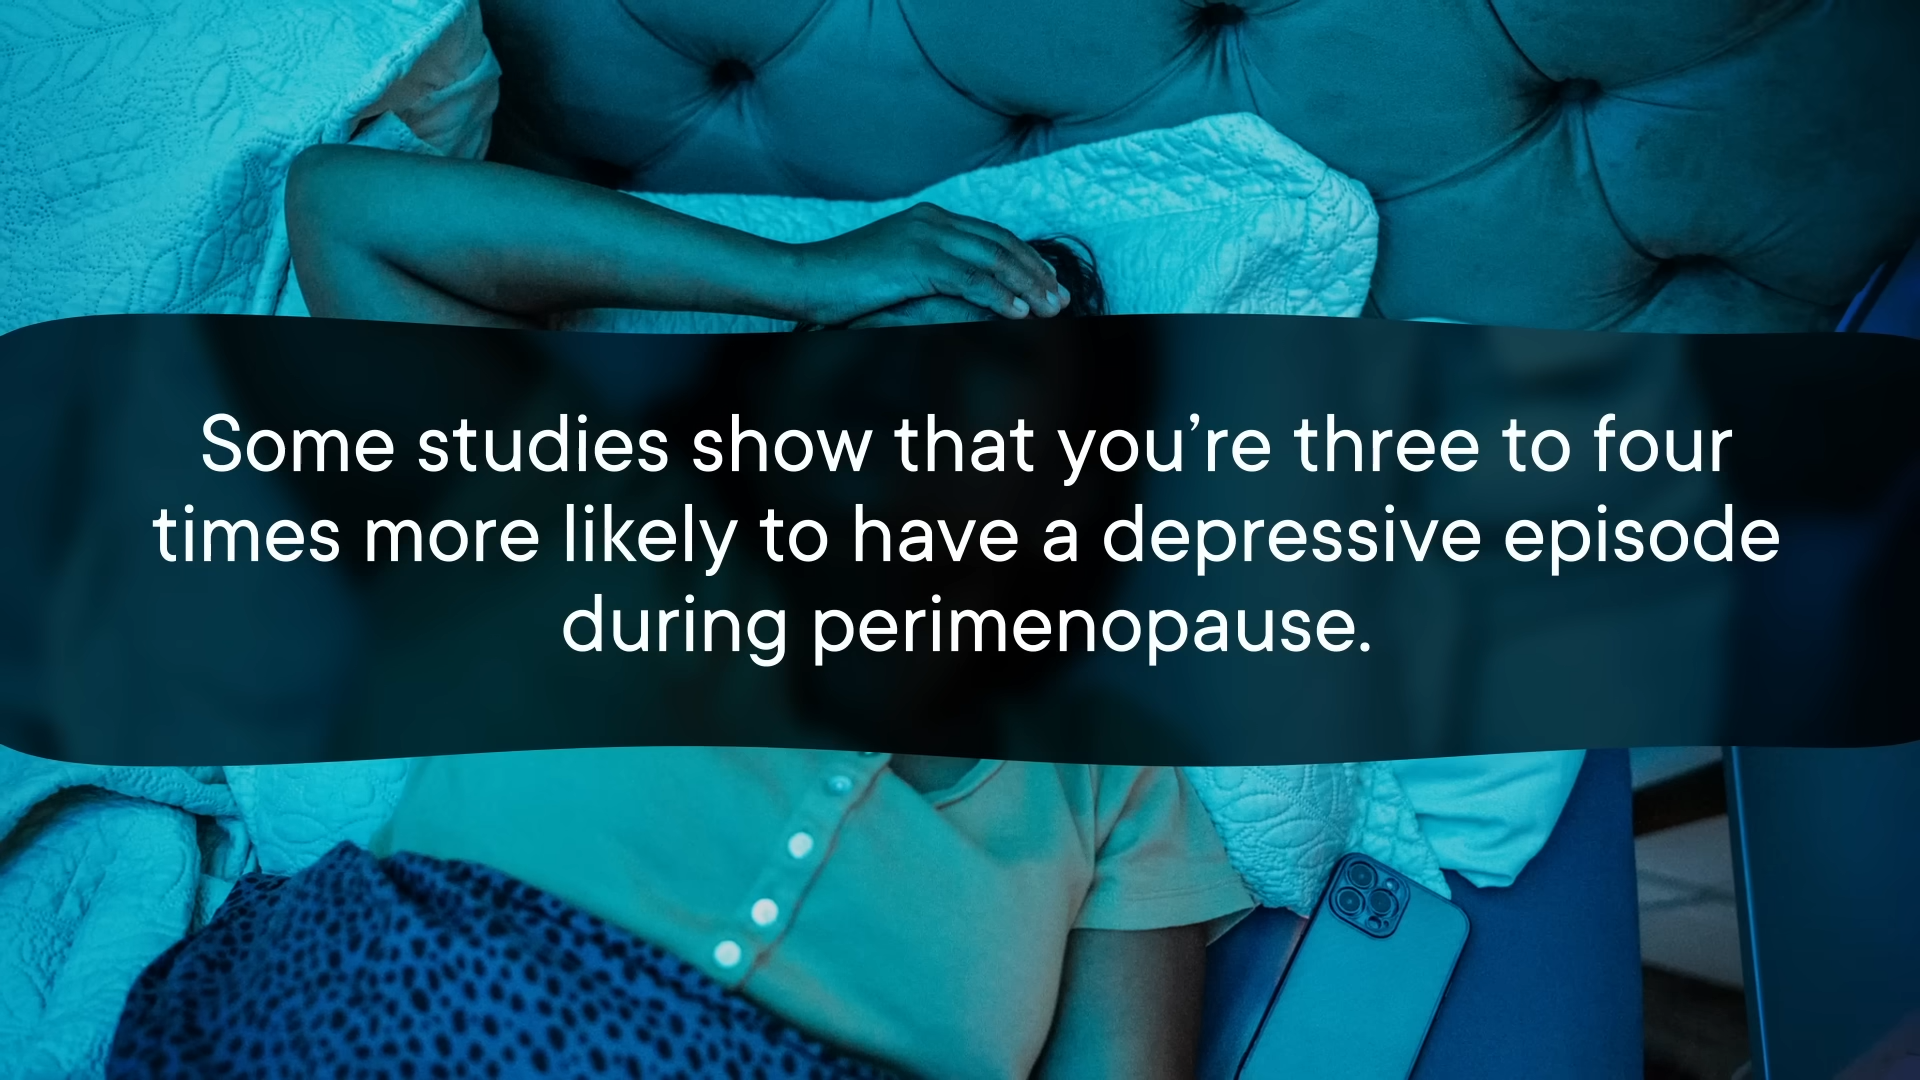 Some studies show that you’re three to four
times more likely to have a depressive episode
during perimenopause.